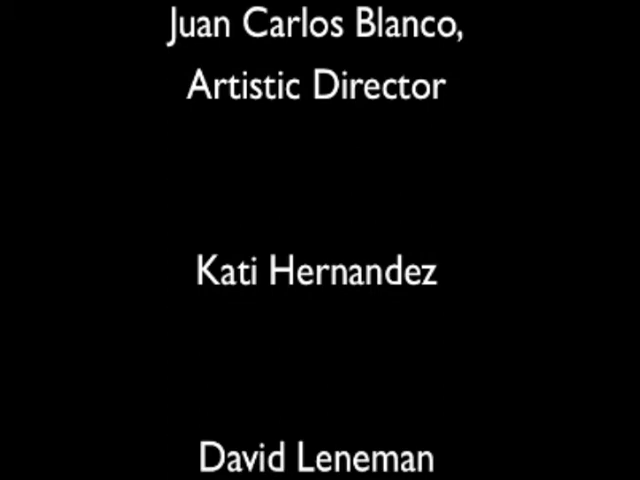 Juan Carlos Blanco,
Artistic Director
Kati Hernandez
David Leneman